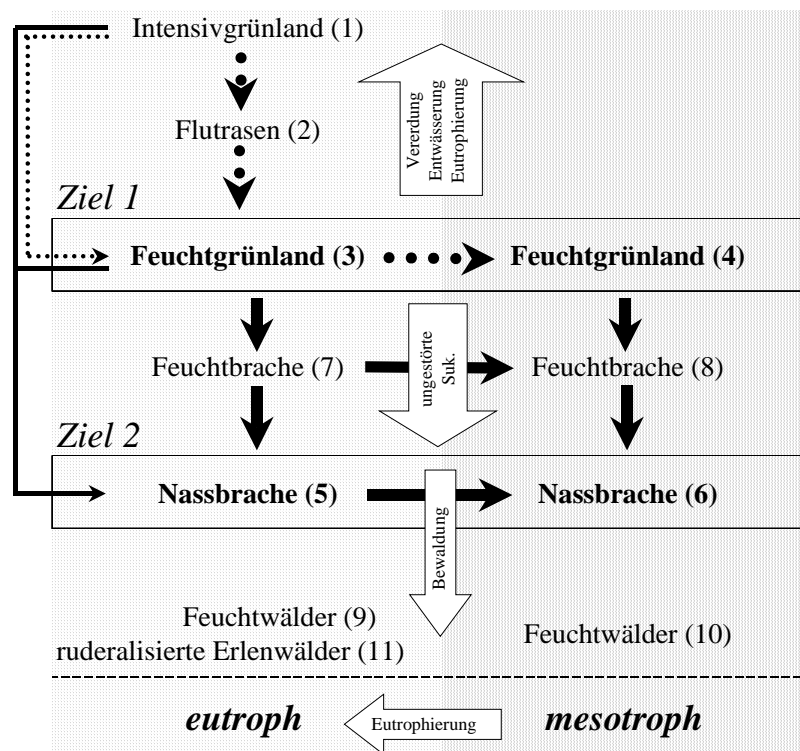 Intensivgrünland (1)
Vererdung
Entwässerung
Eutrophierung
Flutrasen (2)
Ziel 1
Feuchtgrünland (3) Feuchtgrünland (4)
ungestörte
Suk.
Feuchtbrache (7) Feuchtbrache (8)
Ziel 2
Nassbrache (5) Nassbrache (6)
Bewaldung
Feuchtwälder (9)
ruderalisierte Erlenwälder (11)
Feuchtwälder (10)
eutroph Eutrophierung mesotroph